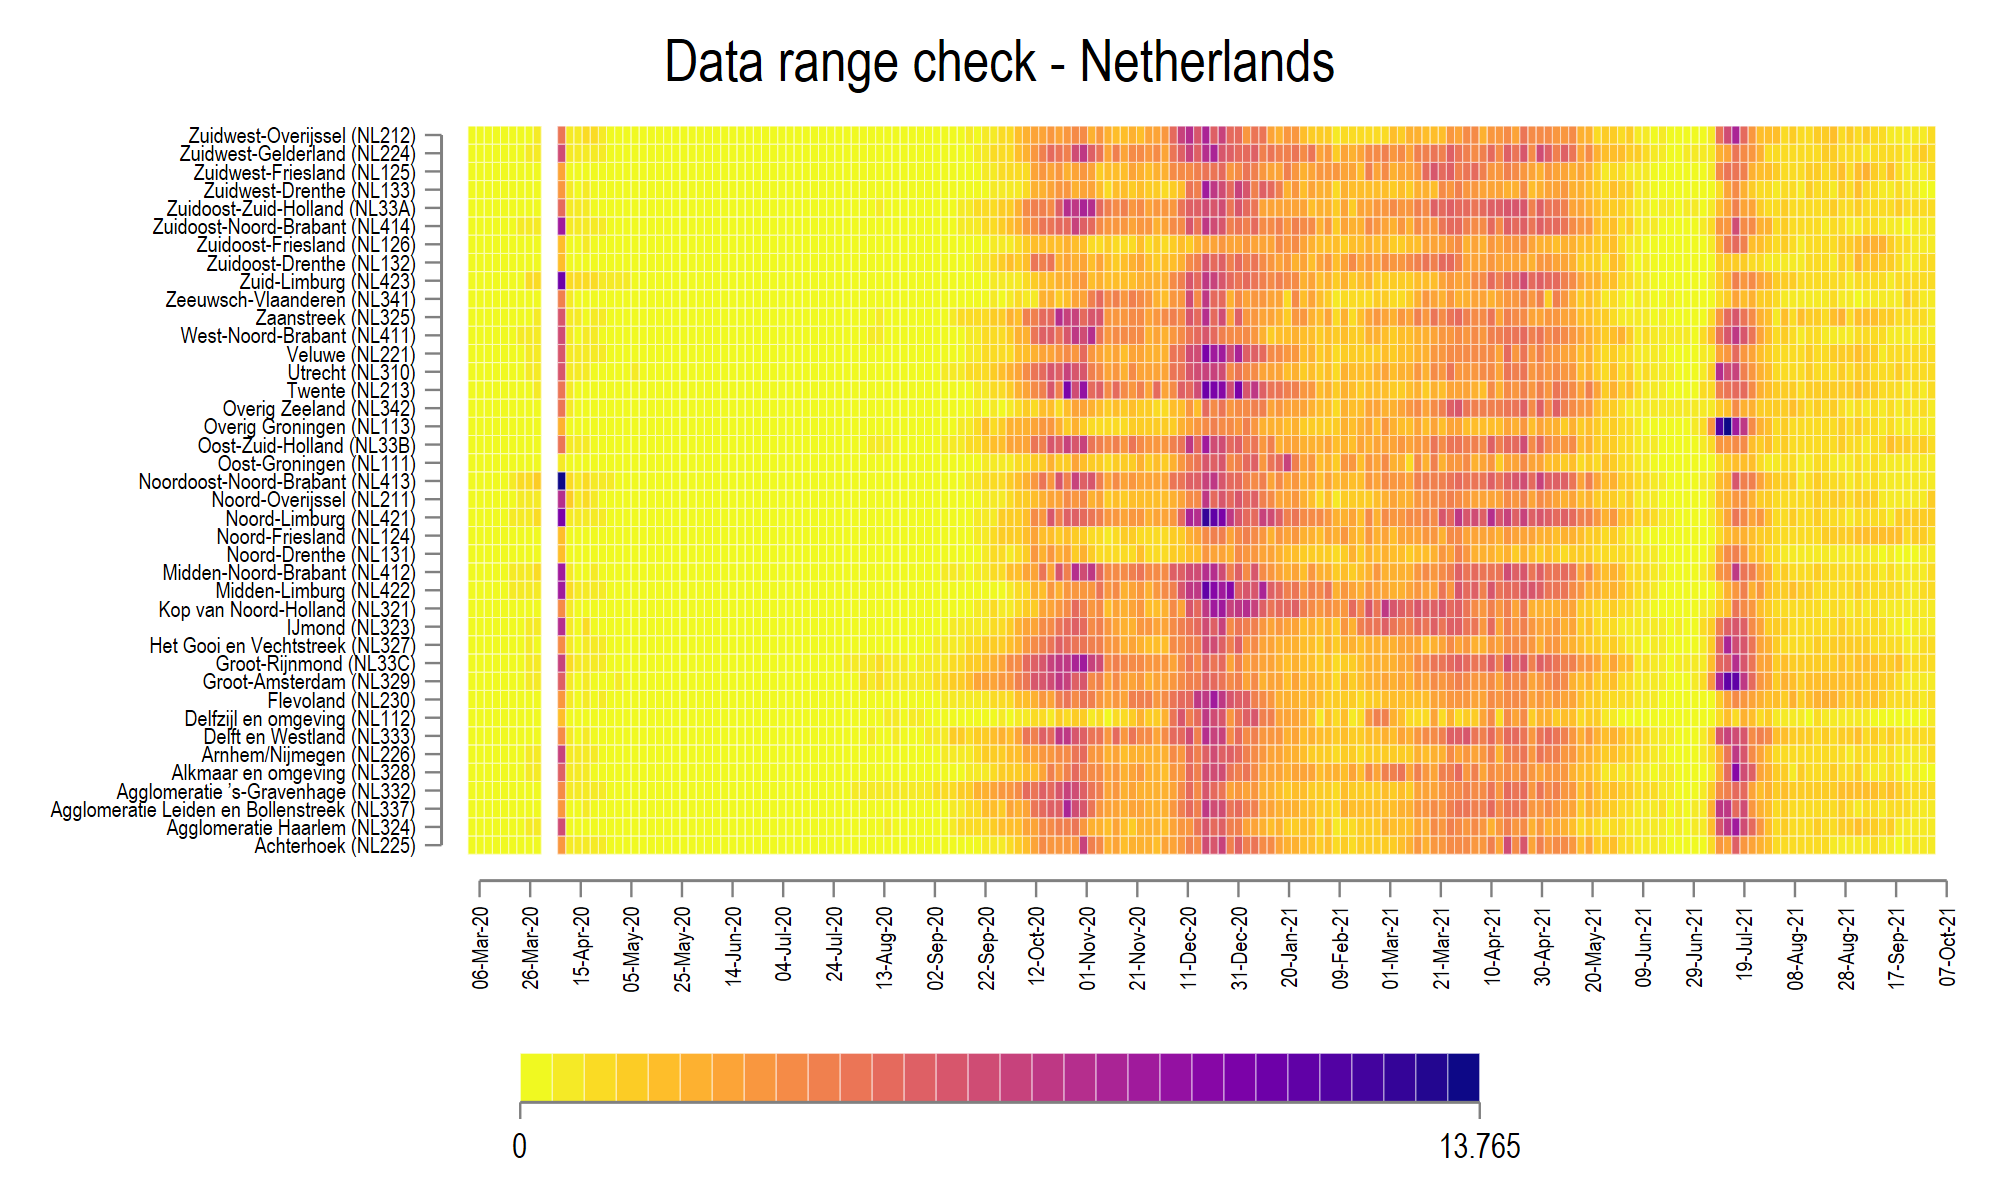 Data range check - Netherlands
Zuidwest-Overijssel (NL212)
Zuidwest-Gelderland (NL224)
Zuidwest-Friesland (NL125)
Zuidwest-Drenthe (NL133)
Zuidoost-Zuid-Holland (NL33A)
Zuidoost-Noord-Brabant (NL414)
Zuidoost-Friesland (NL126)
Zuidoost-Drenthe (NL132)
Zuid-Limburg (NL423)
Zeeuwsch-Vlaanderen (NL341)
Zaanstreek (NL325)
West-Noord-Brabant (NL411)
Veluwe (NL221)
Utrecht (NL310)
Twente (NL213)
Overig Zeeland (NL342)
Overig Groningen (NL113)
Oost-Zuid-Holland (NL33B)
Oost-Groningen (NL111)
Noordoost-Noord-Brabant (NL413)
Noord-Overijssel (NL211)
Noord-Limburg (NL421)
Noord-Friesland (NL124)
Noord-Drenthe (NL131)
Midden-Noord-Brabant (NL412)
Midden-Limburg (NL422)
Kop van Noord-Holland (NL321)
IJmond (NL323)
Het Gooi en Vechtstreek (NL327)
Groot-Rijnmond (NL33C)
Groot-Amsterdam (NL329)
Flevoland (NL230)
Delfzijl en omgeving (NL112)
Delft en Westland (NL333)
Arnhem/Nijmegen (NL226)
Alkmaar en omgeving (NL328)
Agglomeratie 's-Gravenhage (NL332)
Agglomeratie Leiden en Bollenstreek (NL337)
Agglomeratie Haarlem (NL324)
Achterhoek (NL225)
06-Mar-20
26-Mar-20
15-Apr-20
05-May-20
25-May-20
14-Jun-20
04-Jul-20
24-Jul-20
13-Aug-20
02-Sep-20
22-Sep-20
12-Oct-20
01-Nov-20
21-Nov-20
11-Dec-20
31-Dec-20
20-Jan-21
09-Feb-21
01-Mar-21
21-Mar-21
10-Apr-21
30-Apr-21
20-May-21
09-Jun-21
29-Jun-21
19-Jul-21
08-Aug-21
28-Aug-21
17-Sep-21
07-Oct-21
0
13.765